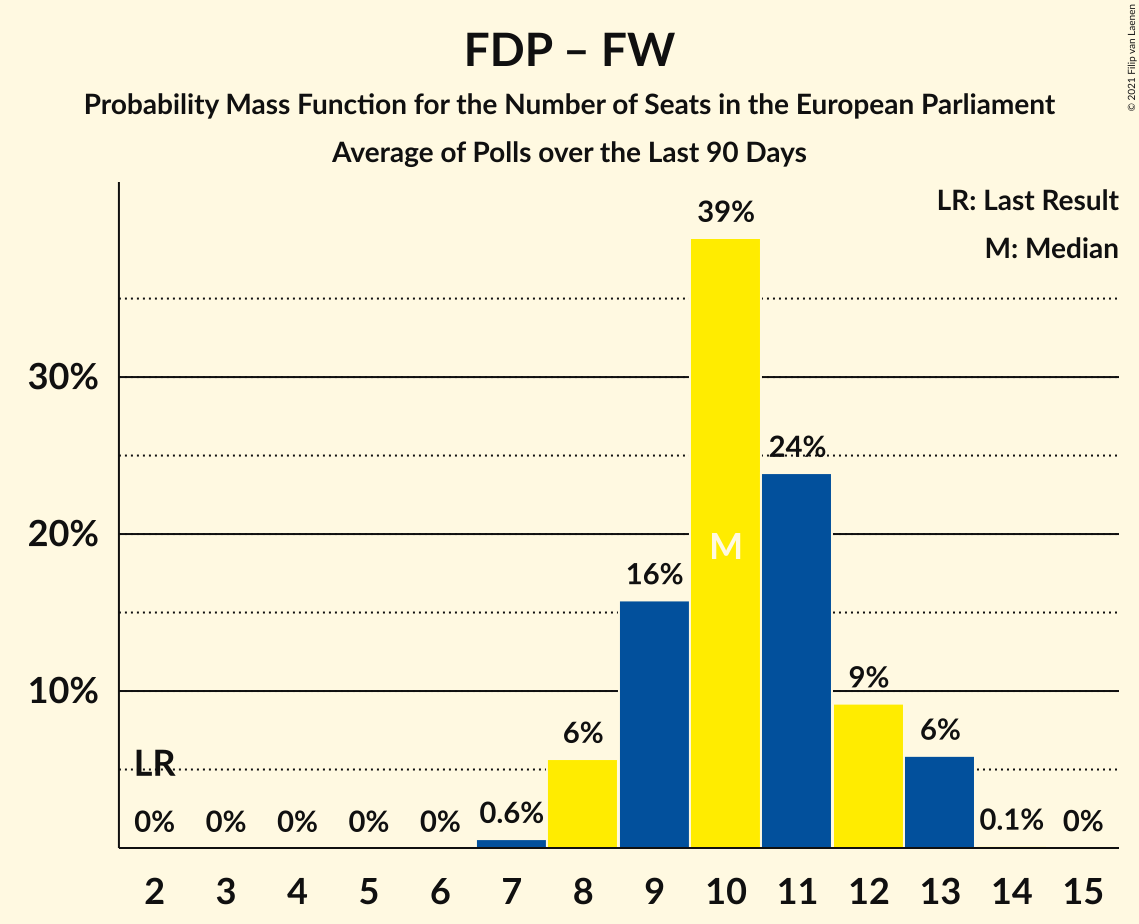 FDP – FW
Probability Mass Function for the Number of Seats in the European Parliament
Average of Polls over the Last 90 Days
© 2021 Filip van Laenen
LR: Last Result
M: Median
39%
30%
24%
20%
M
16%
10%
9%
6%
6%
LR
0%
0%
0%
0%
0%
0.6%
0.1%
0%
2 3 4 5 6 7 8 9 10 11 12 13 14 15